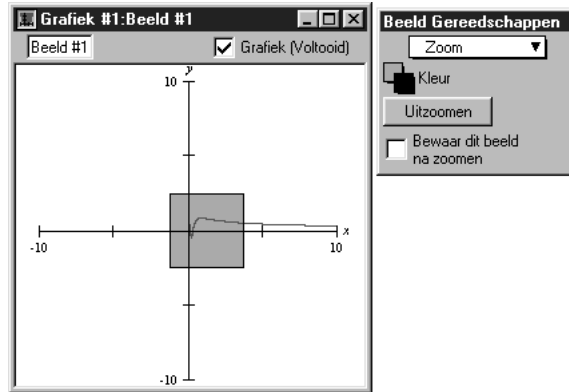 Grafiek #1:Beeld #1
Beeld #1
Grafiek (Voltooid)
y
10
-10
10
x
-10
Beeld Gereedschappen
Zoom
Kleur
Uitzoomen
Bewaar dit beeld
na zoomen